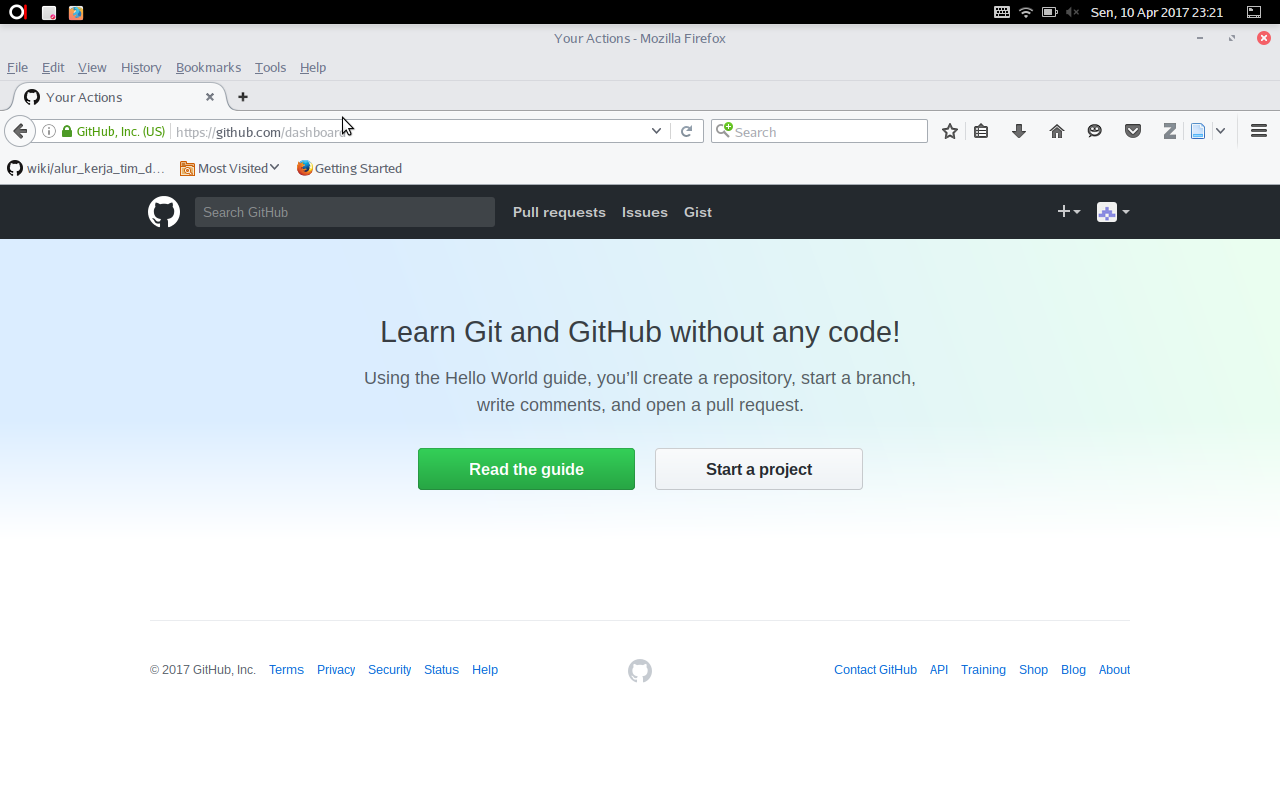 Sen, 10 Apr 2017 23:21
Your Actions - Mozilla Firefox
File Edit View History Bookmarks Tools Help
Your Actions
GitHub, Inc. (US) https://github.com/dashboard Search
wiki/alur_kerja_tim_d... Most Visited Getting Started
Search GitHub Pull requests Issues Gist
Learn Git and GitHub without any code!
Using the Hello World guide, you’ll create a repository, start a branch,
write comments, and open a pull request.
Read the guide Start a project
© 2017 GitHub, Inc. Terms Privacy Security Status Help Contact GitHub API Training Shop Blog About